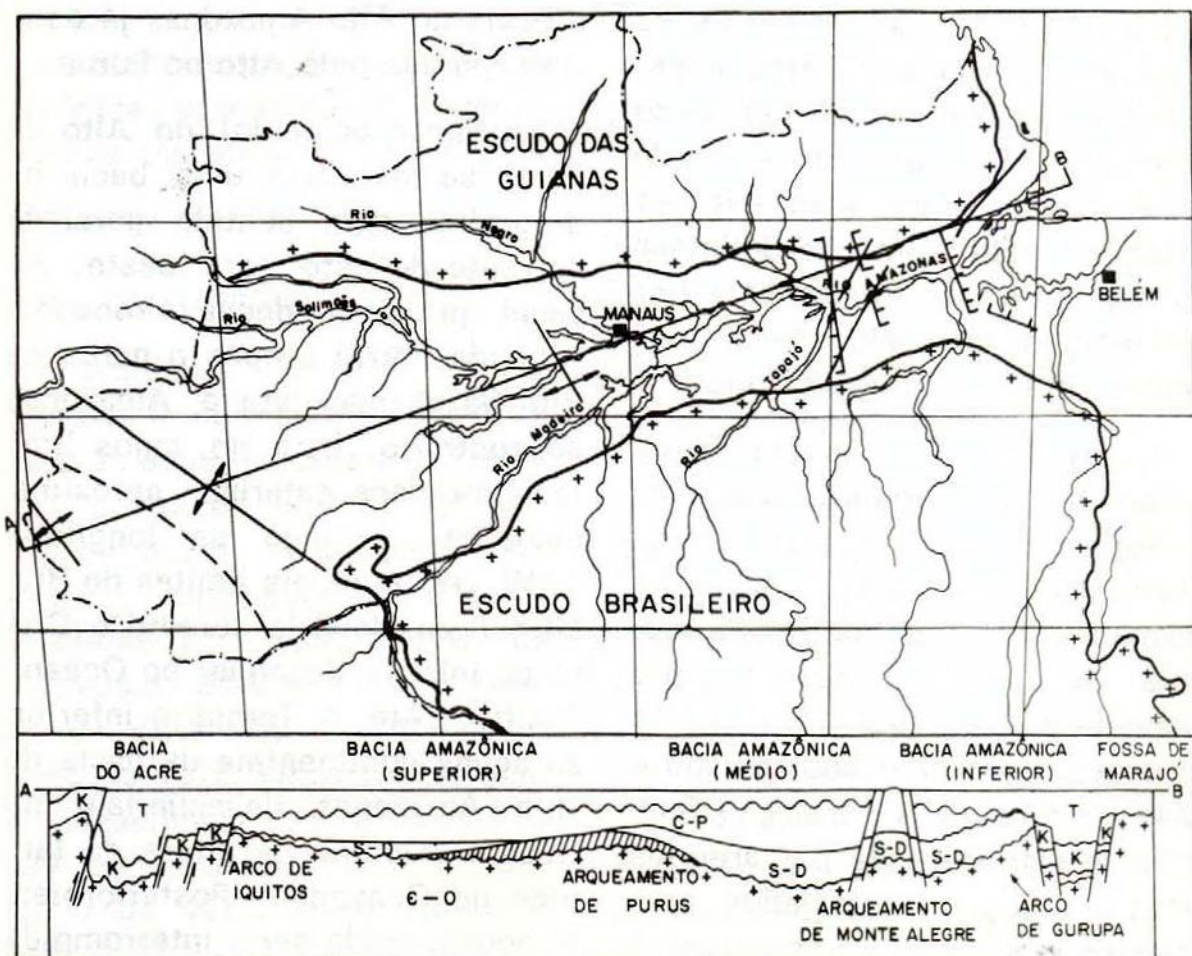 ESCUDO DAS
GUIANAS
Rio
Negro
Rio
Solimões
MANAUS
RIO AMAZONAS
BELÉM
Rio Madeira
Rio
Tapajó
A
B
ESCUDO BRASILEIRO
BACIA
DO ACRE
BACIA AMAZÔNICA
(SUPERIOR)
BACIA AMAZÔNICA
(MÉDIO)
BACIA AMAZÔNICA
(INFERIOR)
FOSSA DE
MARAJÓ
A
B
K
K
K
K
K
K
T
C-P
S-D
S-D
S-D
S-D
Є-O
ARCO DE
IQUITOS
ARQUEAMENTO
DE PURUS
ARQUEAMENTO
DE MONTE ALEGRE
ARCO
DE GURUPA